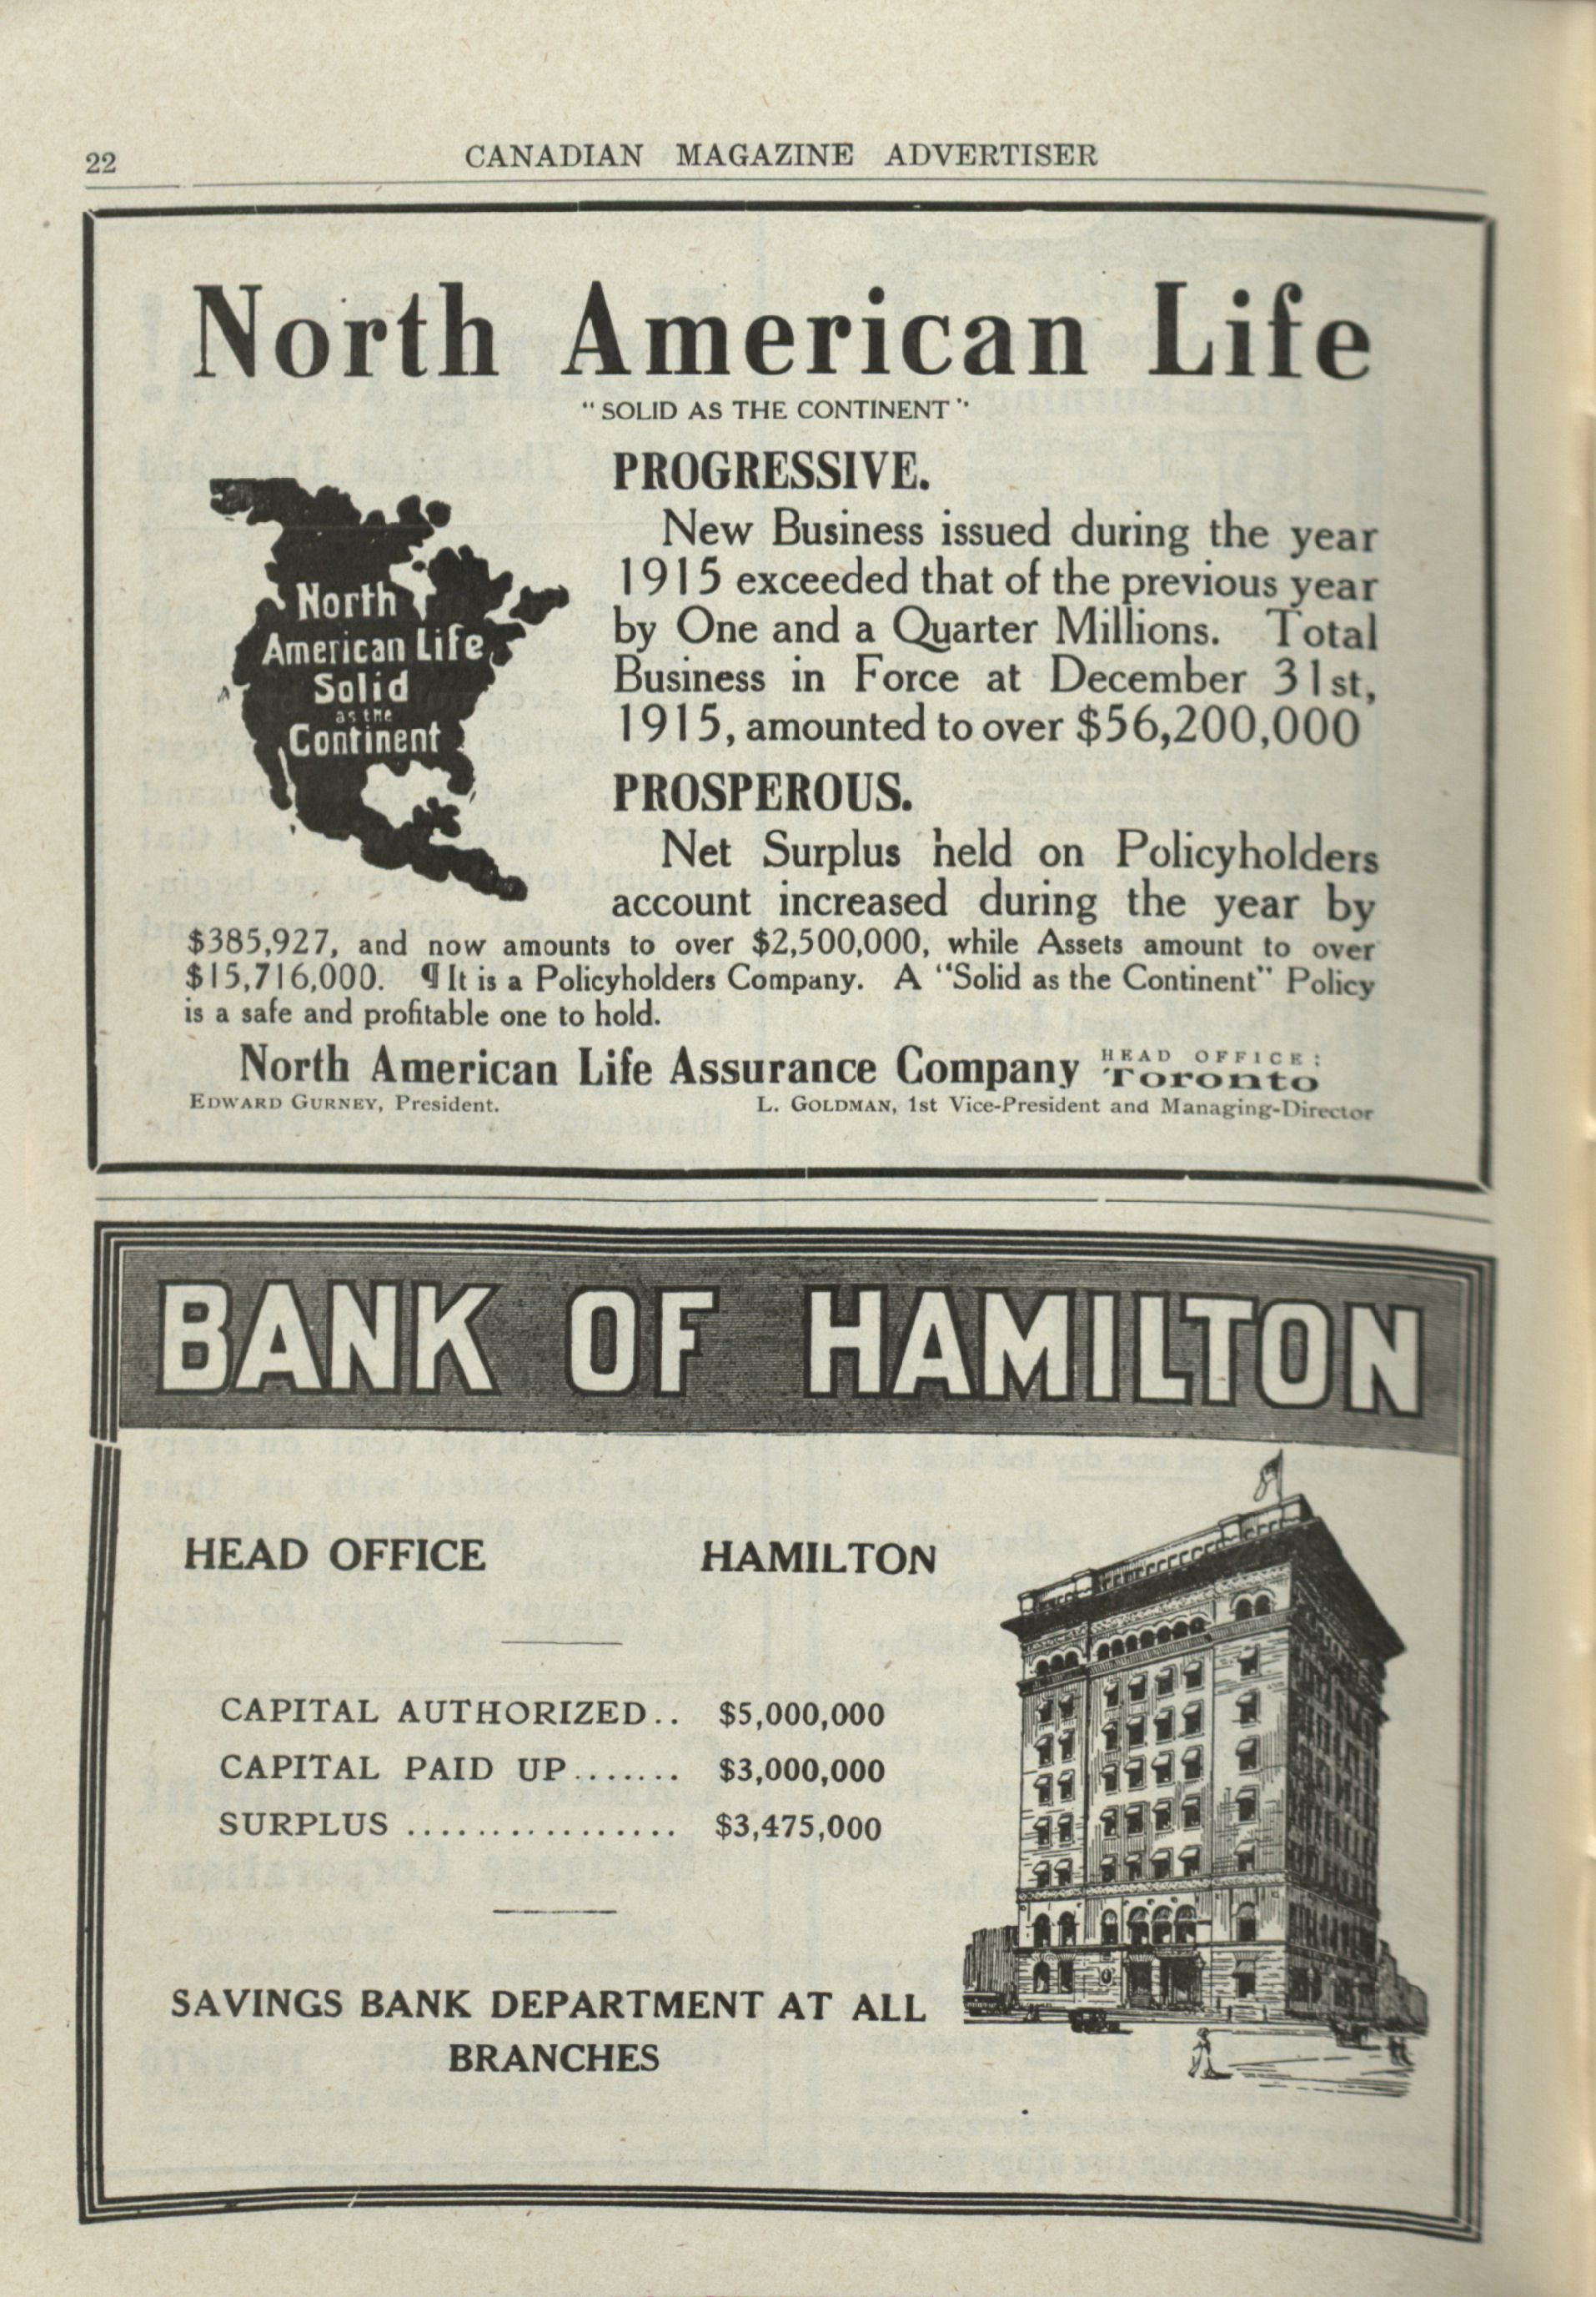 22
CANADIAN MAGAZINE ADVERTISER
North American Life
"SOLID AS THE CONTINENT"
North
American Life
Solid
as the
Continent
PROGRESSIVE.
New Business issued during the year
1915 exceeded that of the previous year
by One and a Quarter Millions. Total
Business in Force at December 31st,
1915, amounted to over $56,200,000
PROSPEROUS.
Net Surplus held on Policyholders
account increased during the year by
$385,927, and now amounts to over $2,500,000, while Assets amount to over
$15,716,000. ¶ It is a Policyholders Company. A "Solid as the Continent" Policy
is a safe and profitable one to hold.
North American Life Assurance Company HEAD OFFICE: Toronto
EDWARD GURNEY, President. L. GOLDMAN, 1st Vice-President and Managing-Director
BANK OF HAMILTON
HEAD OFFICE HAMILTON
CAPITAL AUTHORIZED.. $5,000,000
CAPITAL PAID UP....... $3,000,000
SURPLUS ................ $3,475,000
SAVINGS BANK DEPARTMENT AT ALL
BRANCHES